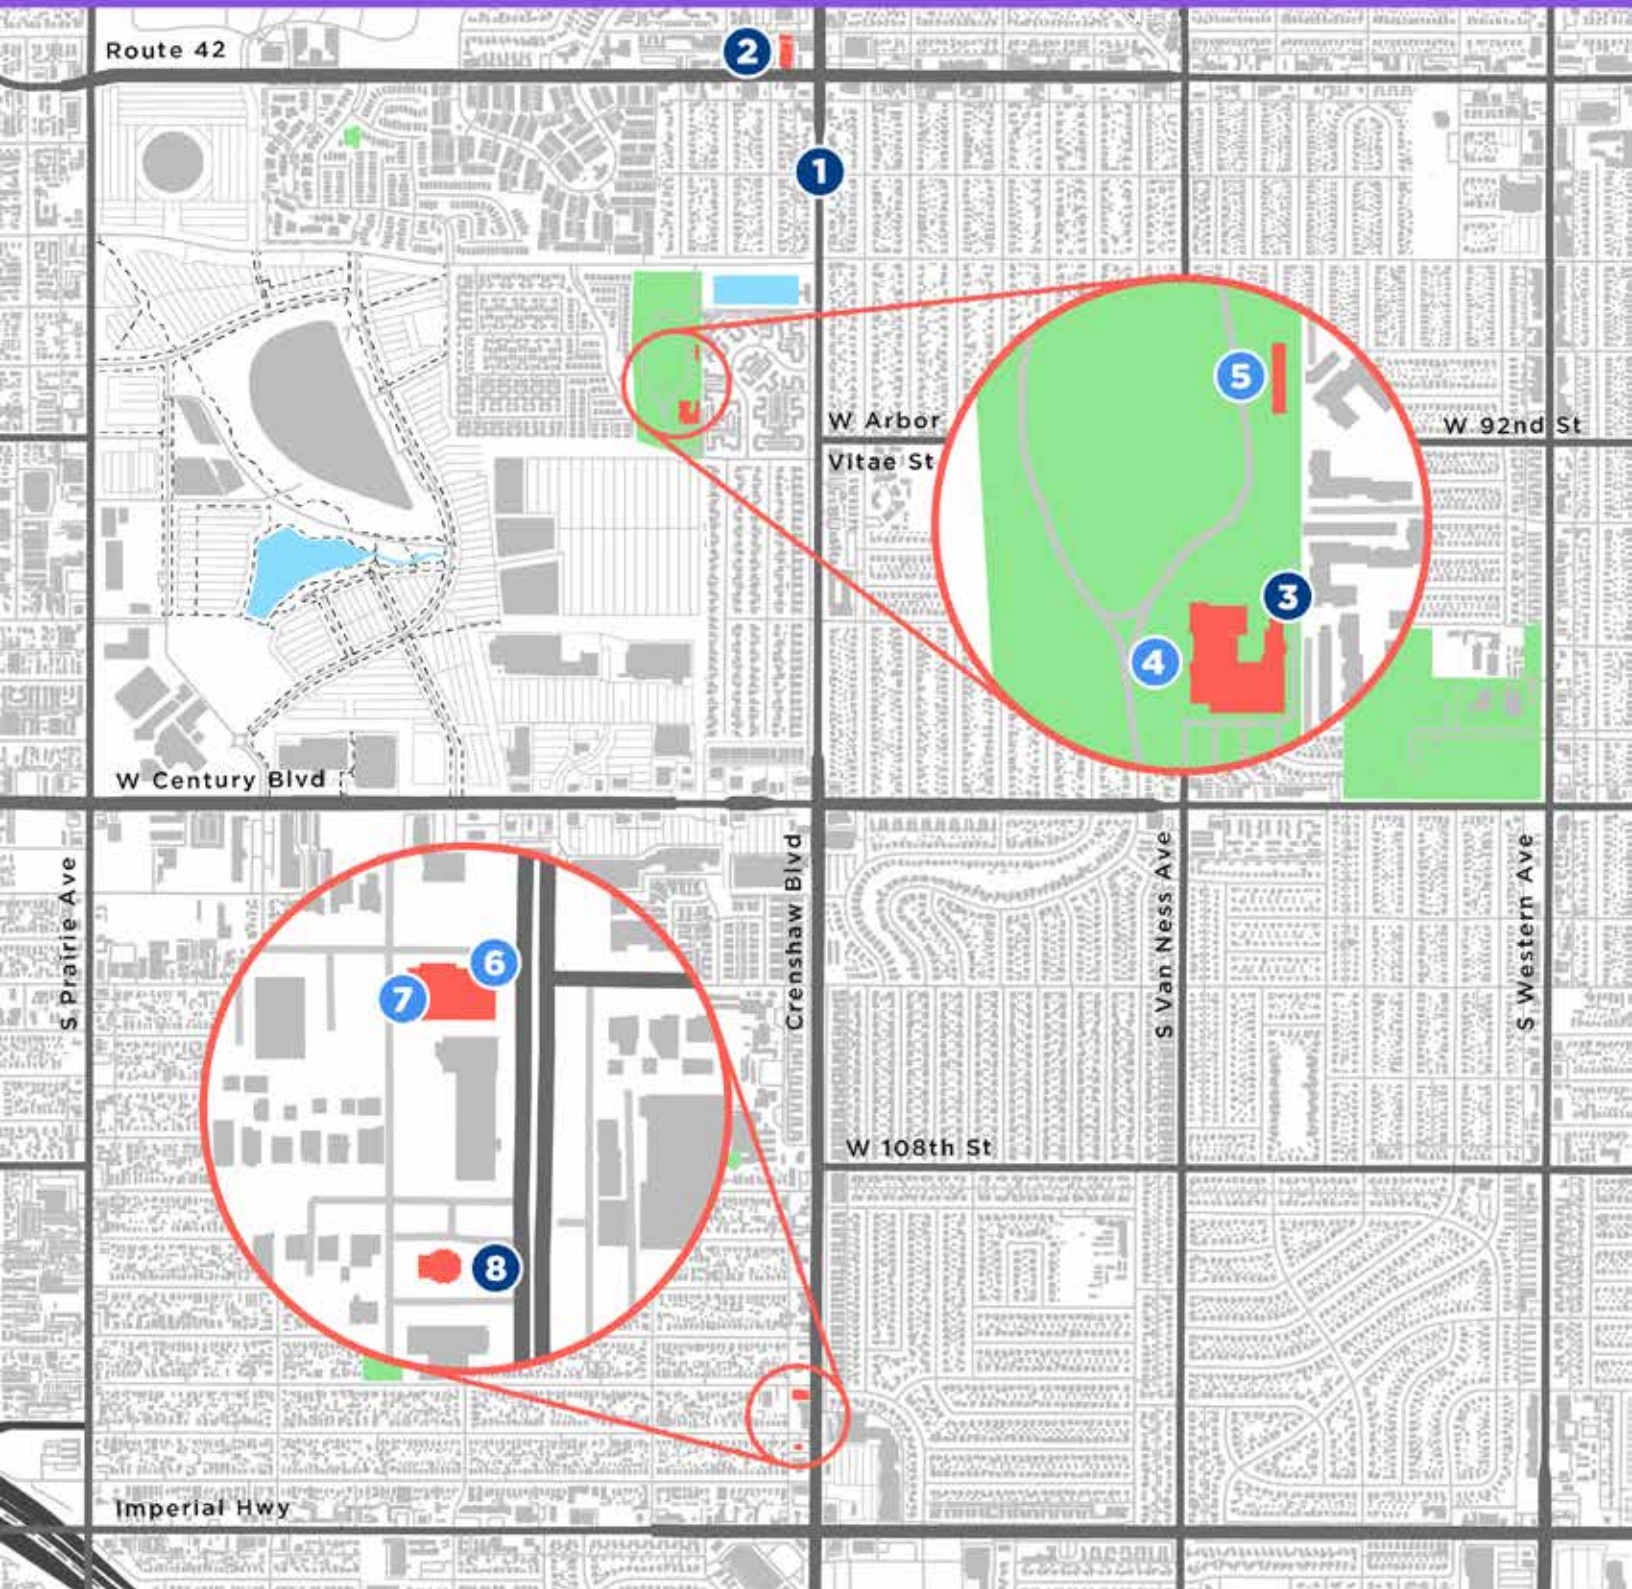 Route 42
2
1
5
W Arbor
Vitae St
W 92nd St
3
4
W Century Blvd
S Prairie Ave
Crenshaw Blvd
S Van Ness Ave
S Western Ave
6
7
W 108th St
8
Imperial Hwy